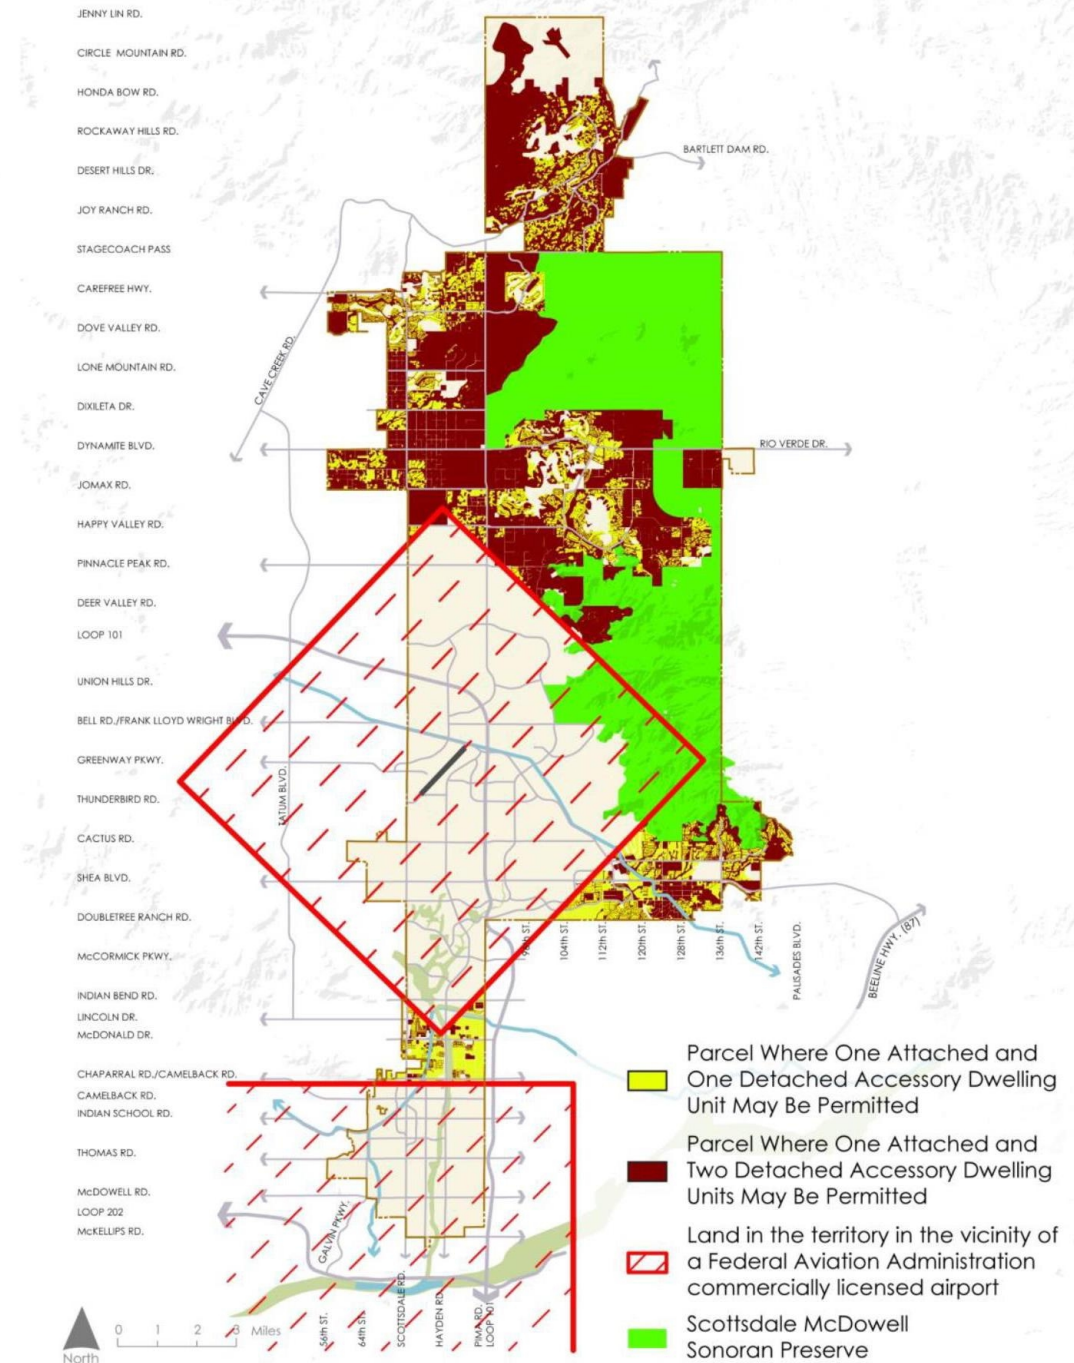 JENNY LIN RD.
CIRCLE MOUNTAIN RD.
HONDA BOW RD.
ROCKAWAY HILLS RD.
BARTLETT DAM RD.
DESERT HILLS DR.
JOY RANCH RD.
STAGECOACH PASS
CAREFREE HWY.
DOVE VALLEY RD.
LONE MOUNTAIN RD.
CAVE CREEK RD.
DIXILETA DR.
DYNAMITE BLVD.
RIO VERDE DR.
JOMAX RD.
HAPPY VALLEY RD.
PINNACLE PEAK RD.
DEER VALLEY RD.
LOOP 101
UNION HILLS DR.
BELL RD./FRANK LLOYD WRIGHT BLVD.
GREENWAY PKWY.
THUNDERBIRD RD.
TATUM BLVD.
CACTUS RD.
SHEA BLVD.
DOUBLETREE RANCH RD.
McCORMICK PKWY.
104th ST.
112th ST.
120th ST.
128th ST.
136th ST.
142th ST.
PALISADES BLVD.
BEELINE HWY. (87)
INDIAN BEND RD.
LINCOLN DR.
McDONALD DR.
CHAPARRAL RD./CAMELBACK RD.
CAMELBACK RD.
INDIAN SCHOOL RD.
THOMAS RD.
McDOWELL RD.
LOOP 202
McKELLIPS RD.
GALVIN PKWY.
56th ST.
64th ST.
SCOTTSDALE RD.
HAYDEN RD.
PIMA RD.
LOOP 101
Parcel Where One Attached and
One Detached Accessory Dwelling
Unit May Be Permitted
Parcel Where One Attached and
Two Detached Accessory Dwelling
Units May Be Permitted
Land in the territory in the vicinity of
a Federal Aviation Administration
commercially licensed airport
Scottsdale McDowell
Sonoran Preserve
North
0 1 2 3 Miles